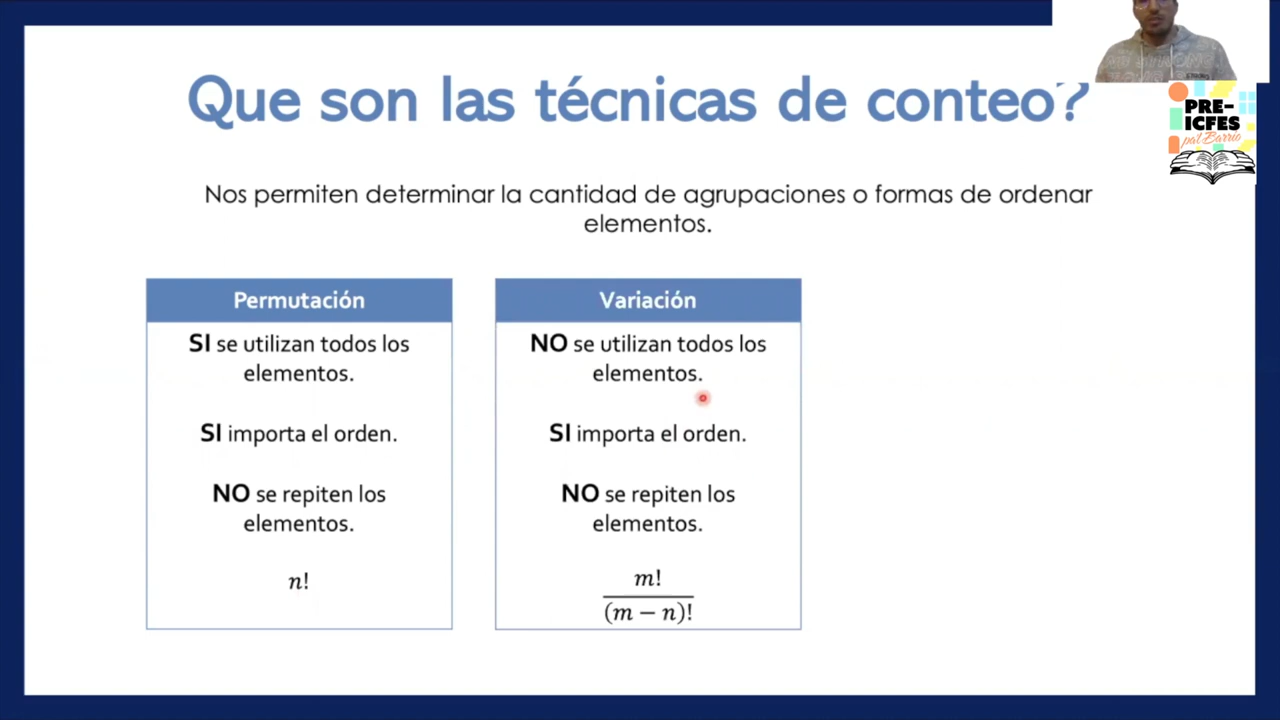 Que son las técnicas de conteo?
PRE-
ICFES
pa'l Barrio
Nos permiten determinar la cantidad de agrupaciones o formas de ordenar
elementos.
Permutación
SI se utilizan todos los
elementos.
SI importa el orden.
NO se repiten los
elementos.
n!
Variación
NO se utilizan todos los
elementos.
SI importa el orden.
NO se repiten los
elementos.
m!
(m − n)!